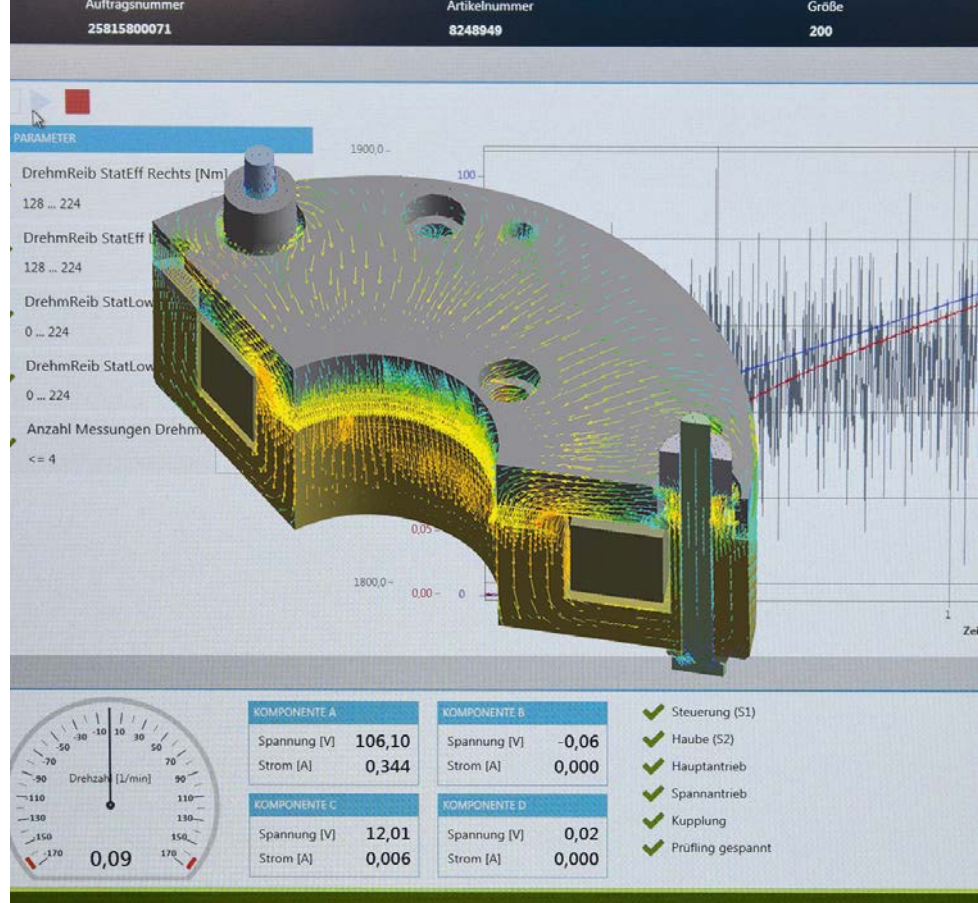 Auftragsnummer
25815800071
Artikelnummer
8248949
Größe
200
PARAMETER
DrehmReib StatEff Rechts [Nm]
128 ... 224
DrehmReib StatEff
128 ... 224
DrehmReib StatLow
0 ... 224
DrehmReib StatLow
0 ... 224
Anzahl Messungen
<= 4
1900,0
100
0,05
1800,0
0,00
0
1
-50 -30 -10 10 30 50
-70 70
-90 Drehzahl [1/min] 90
-110 110
-130 130
-150 150
-170 170
0,09
KOMPONENTE A
Spannung [V] 106,10
Strom [A] 0,344
KOMPONENTE B
Spannung [V] -0,06
Strom [A] 0,000
KOMPONENTE C
Spannung [V] 12,01
Strom [A] 0,006
KOMPONENTE D
Spannung [V] 0,02
Strom [A] 0,000
Steuerung (S1)
Haube (S2)
Hauptantrieb
Spannantrieb
Kupplung
Prüfling gespannt